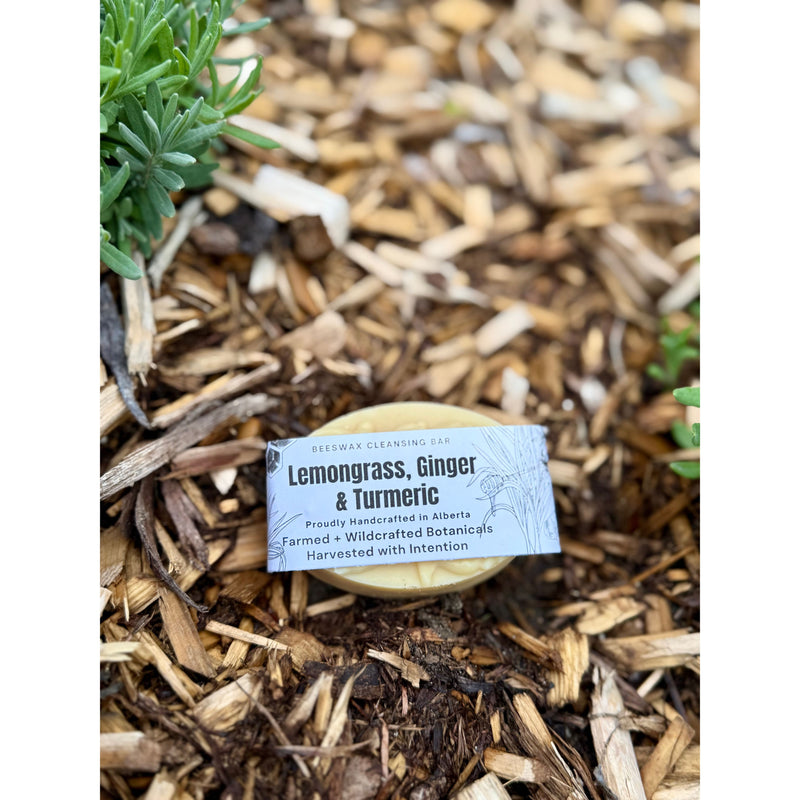 BEESWAX CLEANSING BAR
Lemongrass, Ginger
& Turmeric
Proudly Handcrafted in Alberta
Farmed + Wildcrafted Botanicals
Harvested with Intention